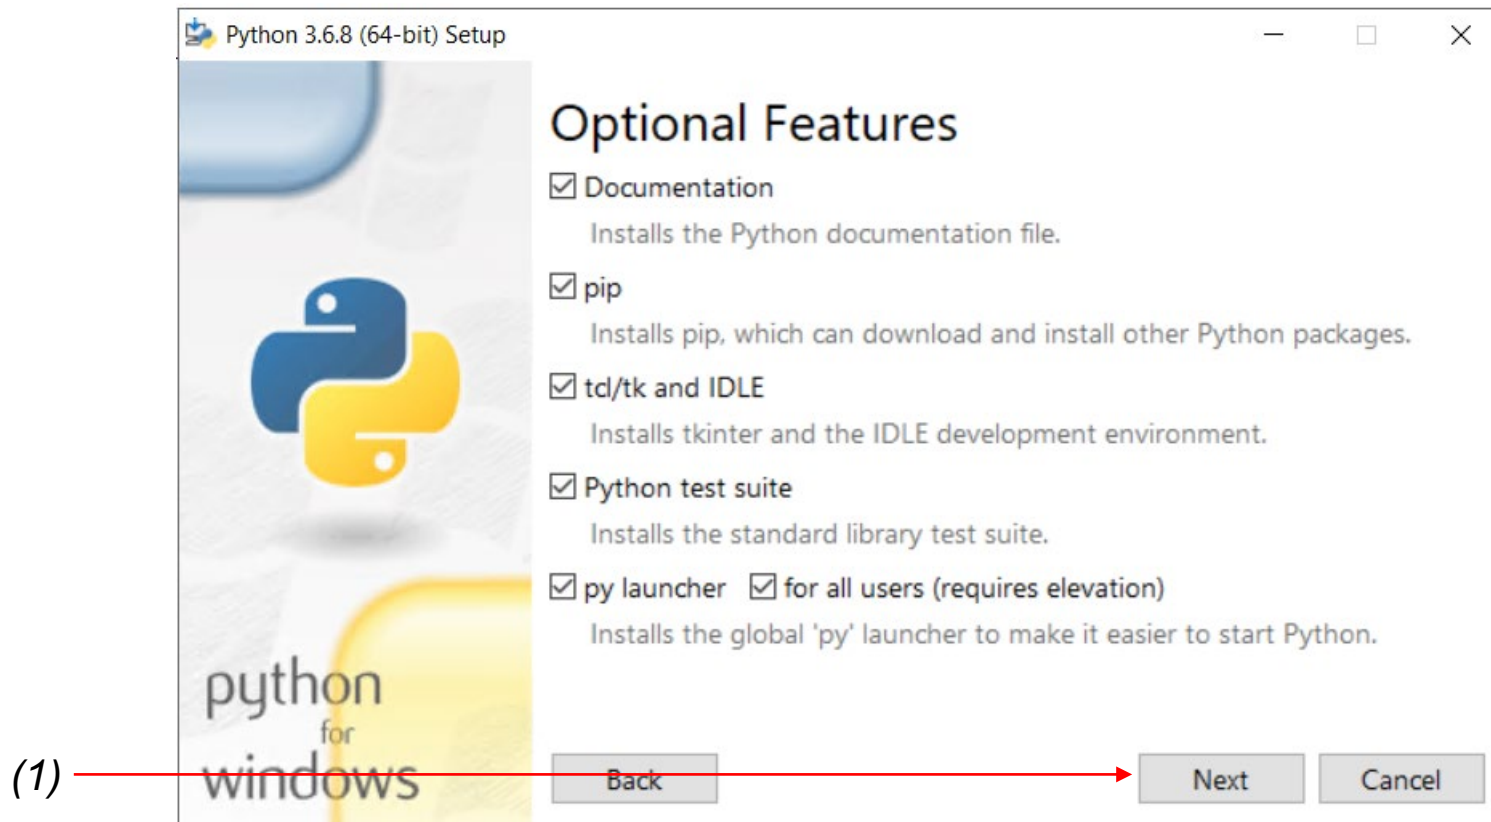 Python 3.6.8 (64-bit) Setup
Optional Features
Documentation
Installs the Python documentation file.
pip
Installs pip, which can download and install other Python packages.
tcl/tk and IDLE
Installs tkinter and the IDLE development environment.
Python test suite
Installs the standard library test suite.
py launcher for all users (requires elevation)
Installs the global 'py' launcher to make it easier to start Python.
python
for
windows
(1)
Back Next Cancel